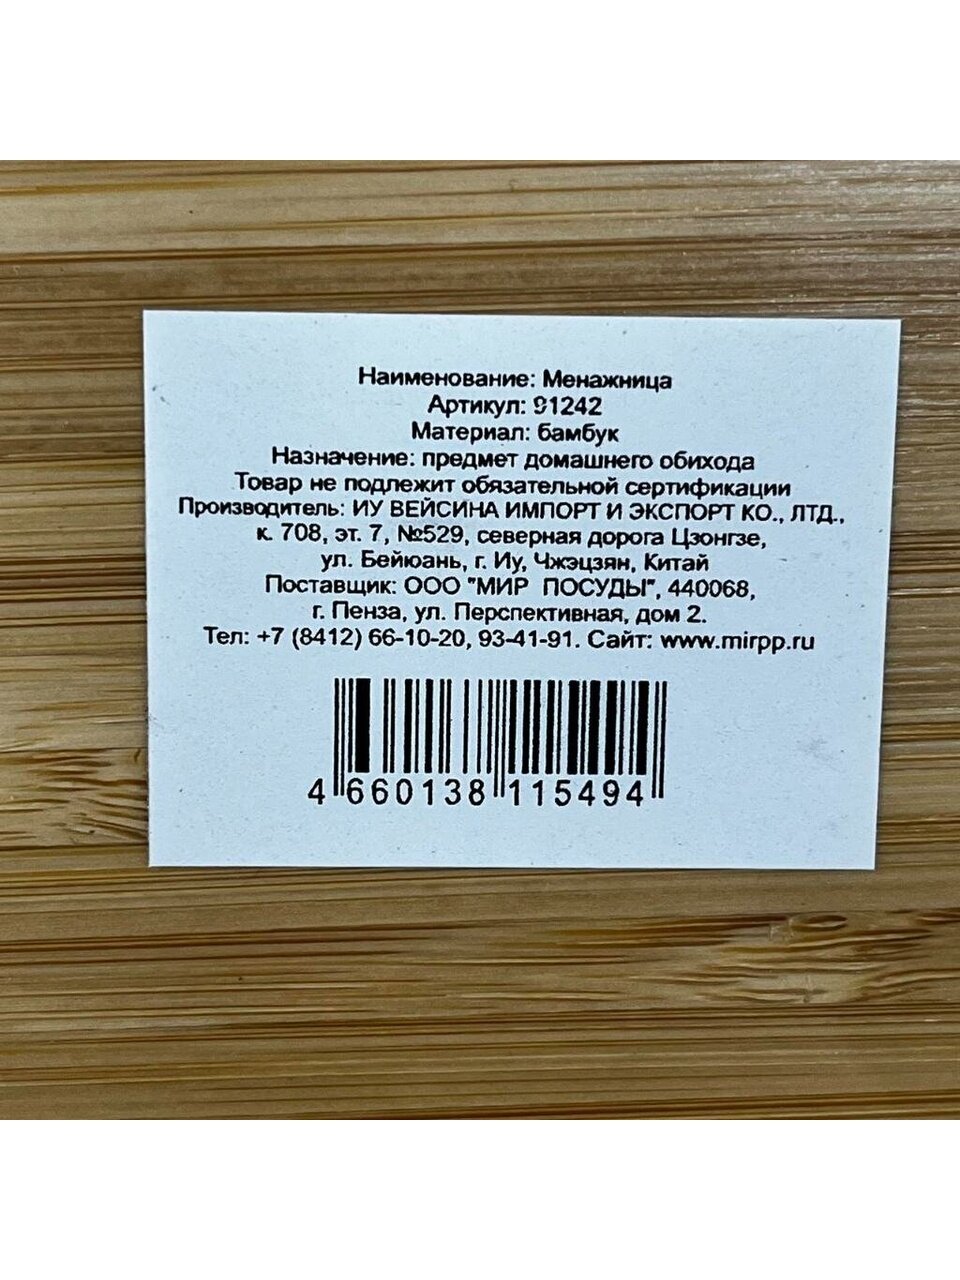 Наименование: Менажница
Артикул: 91242
Материал: бамбук
Назначение: предмет домашнего обихода
Товар не подлежит обязательной сертификации
Производитель: ИУ ВЕЙСИНА ИМПОРТ И ЭКСПОРТ КО., ЛТД.,
к. 708, эт. 7, №529, северная дорога Цзонгзе,
ул. Бейюань, г. Иу, Чжэцзян, Китай
Поставщик: ООО "МИР ПОСУДЫ", 440068,
г. Пенза, ул. Перспективная, дом 2.
Тел: +7 (8412) 66-10-20, 93-41-91. Сайт: www.mirpp.ru
4 660138 115494